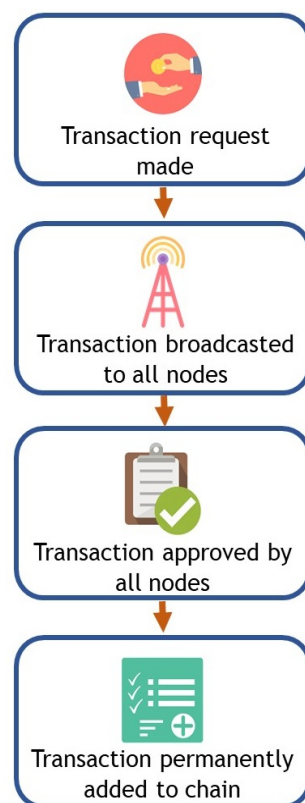 Transaction request
made
Transaction broadcasted
to all nodes
Transaction approved by
all nodes
Transaction permanently
added to chain